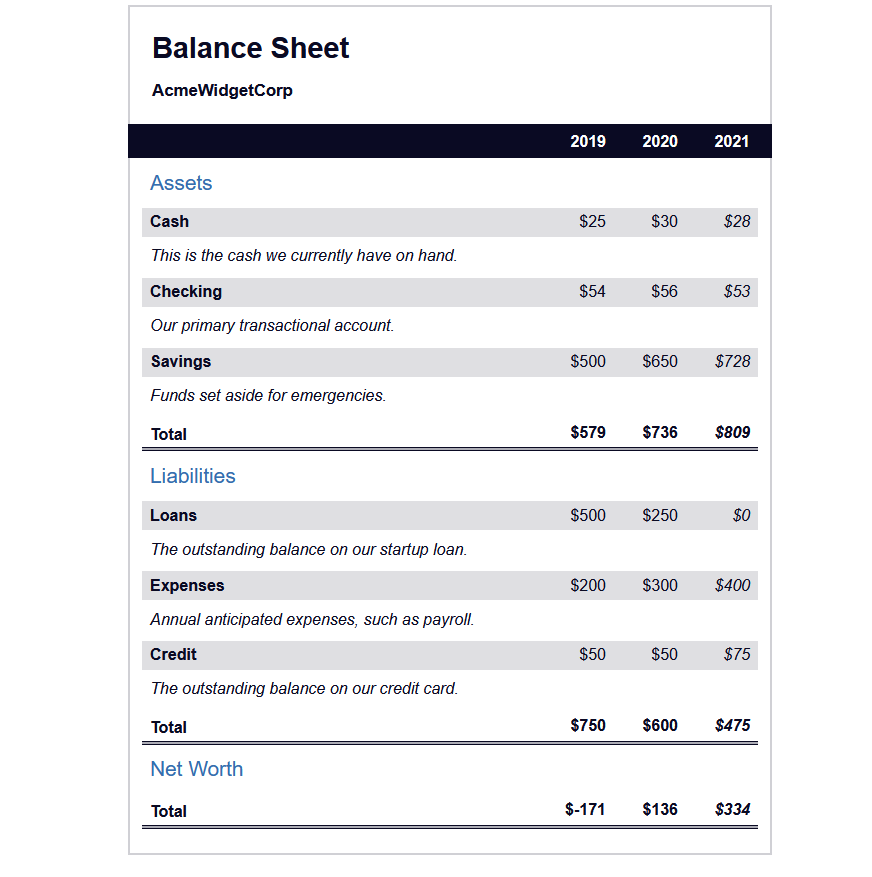 Balance Sheet
AcmeWidgetCorp
2019 2020 2021
Assets
Cash $25 $30 $28
This is the cash we currently have on hand.
Checking $54 $56 $53
Our primary transactional account.
Savings $500 $650 $728
Funds set aside for emergencies.
Total $579 $736 $809
Liabilities
Loans $500 $250 $0
The outstanding balance on our startup loan.
Expenses $200 $300 $400
Annual anticipated expenses, such as payroll.
Credit $50 $50 $75
The outstanding balance on our credit card.
Total $750 $600 $475
Net Worth
Total $-171 $136 $334